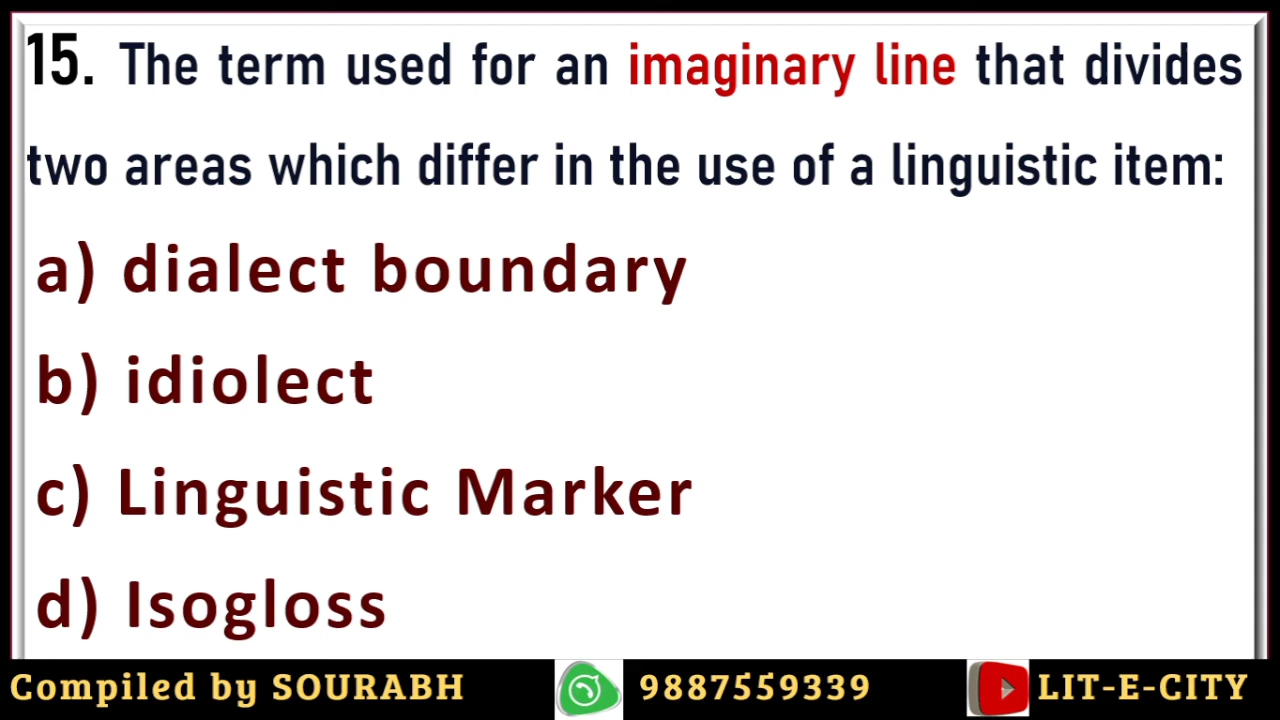 15. The term used for an imaginary line that divides
two areas which differ in the use of a linguistic item:
a) dialect boundary
b) idiolect
c) Linguistic Marker
d) Isogloss
Compiled by SOURABH 9887559339 LIT-E-CITY